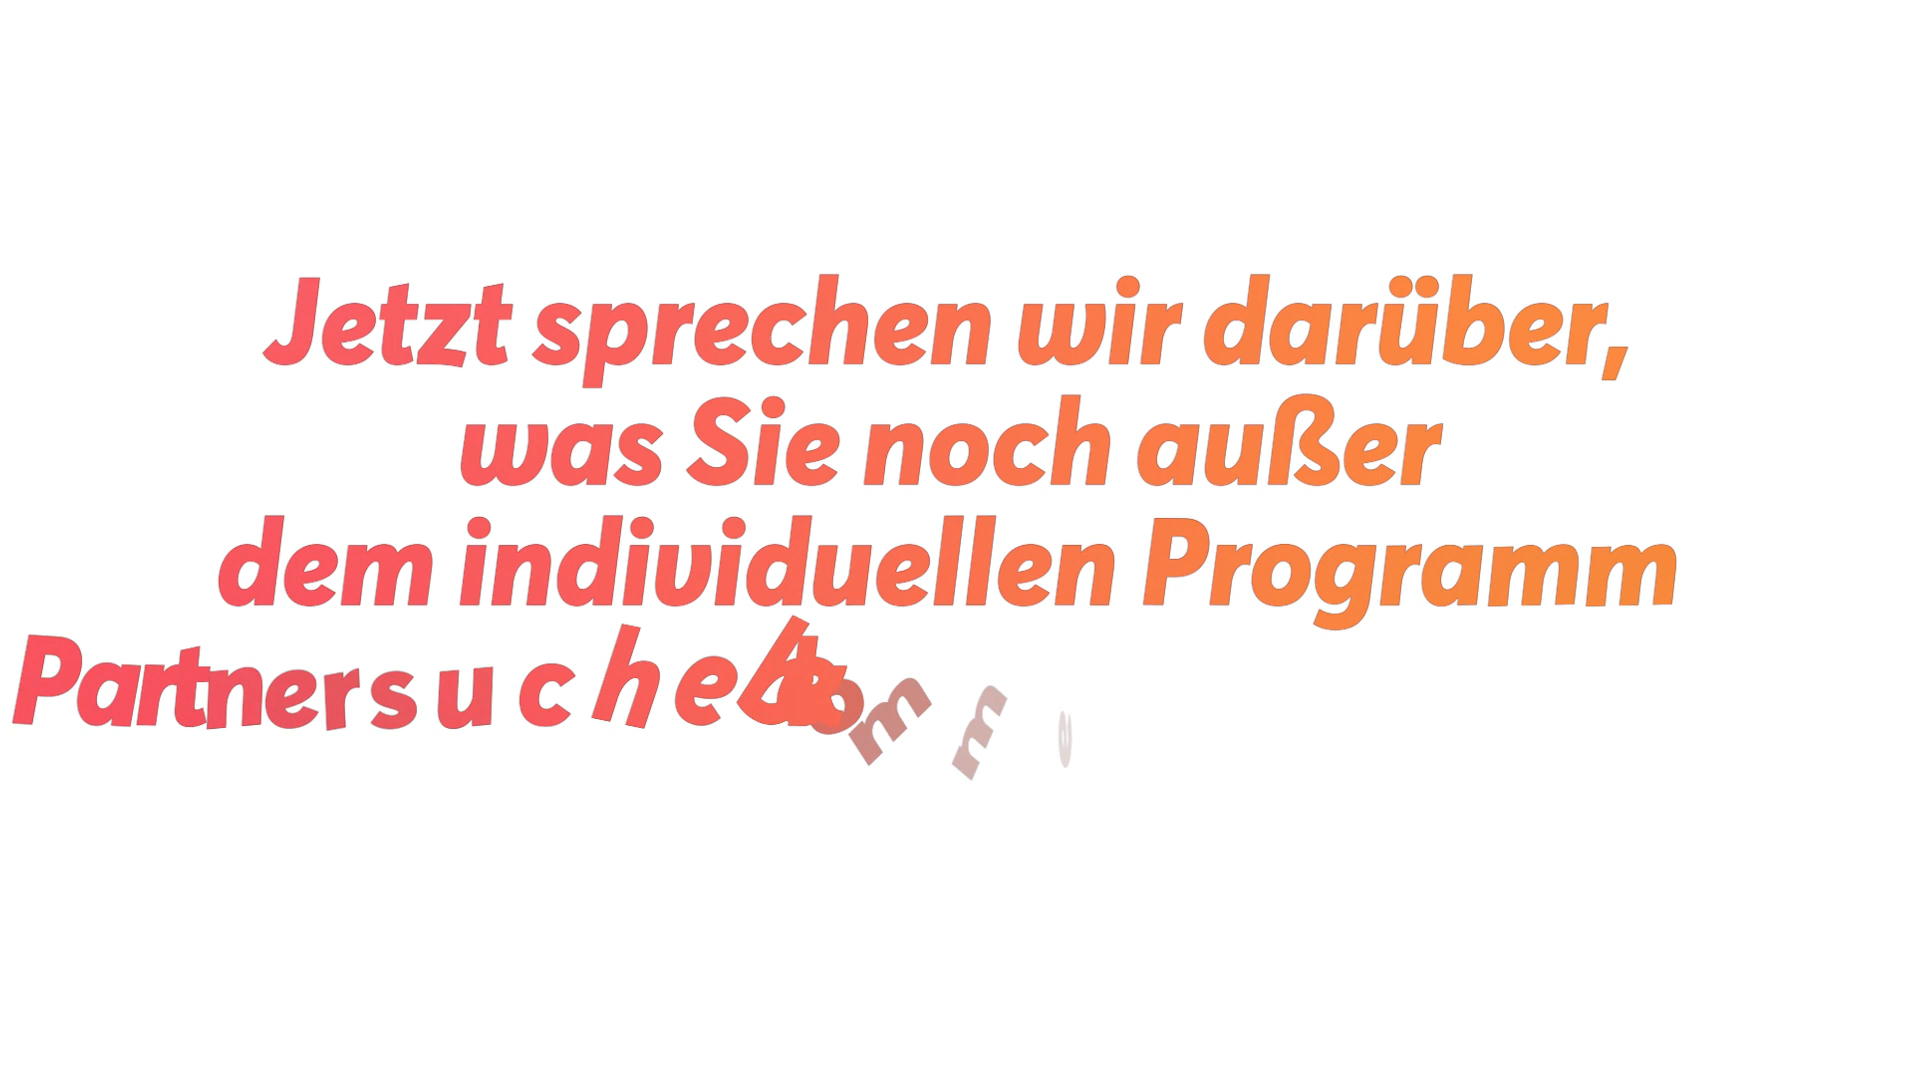 Jetzt sprechen wir darüber,
was Sie noch außer
dem individuellen Programm
Partnersuche